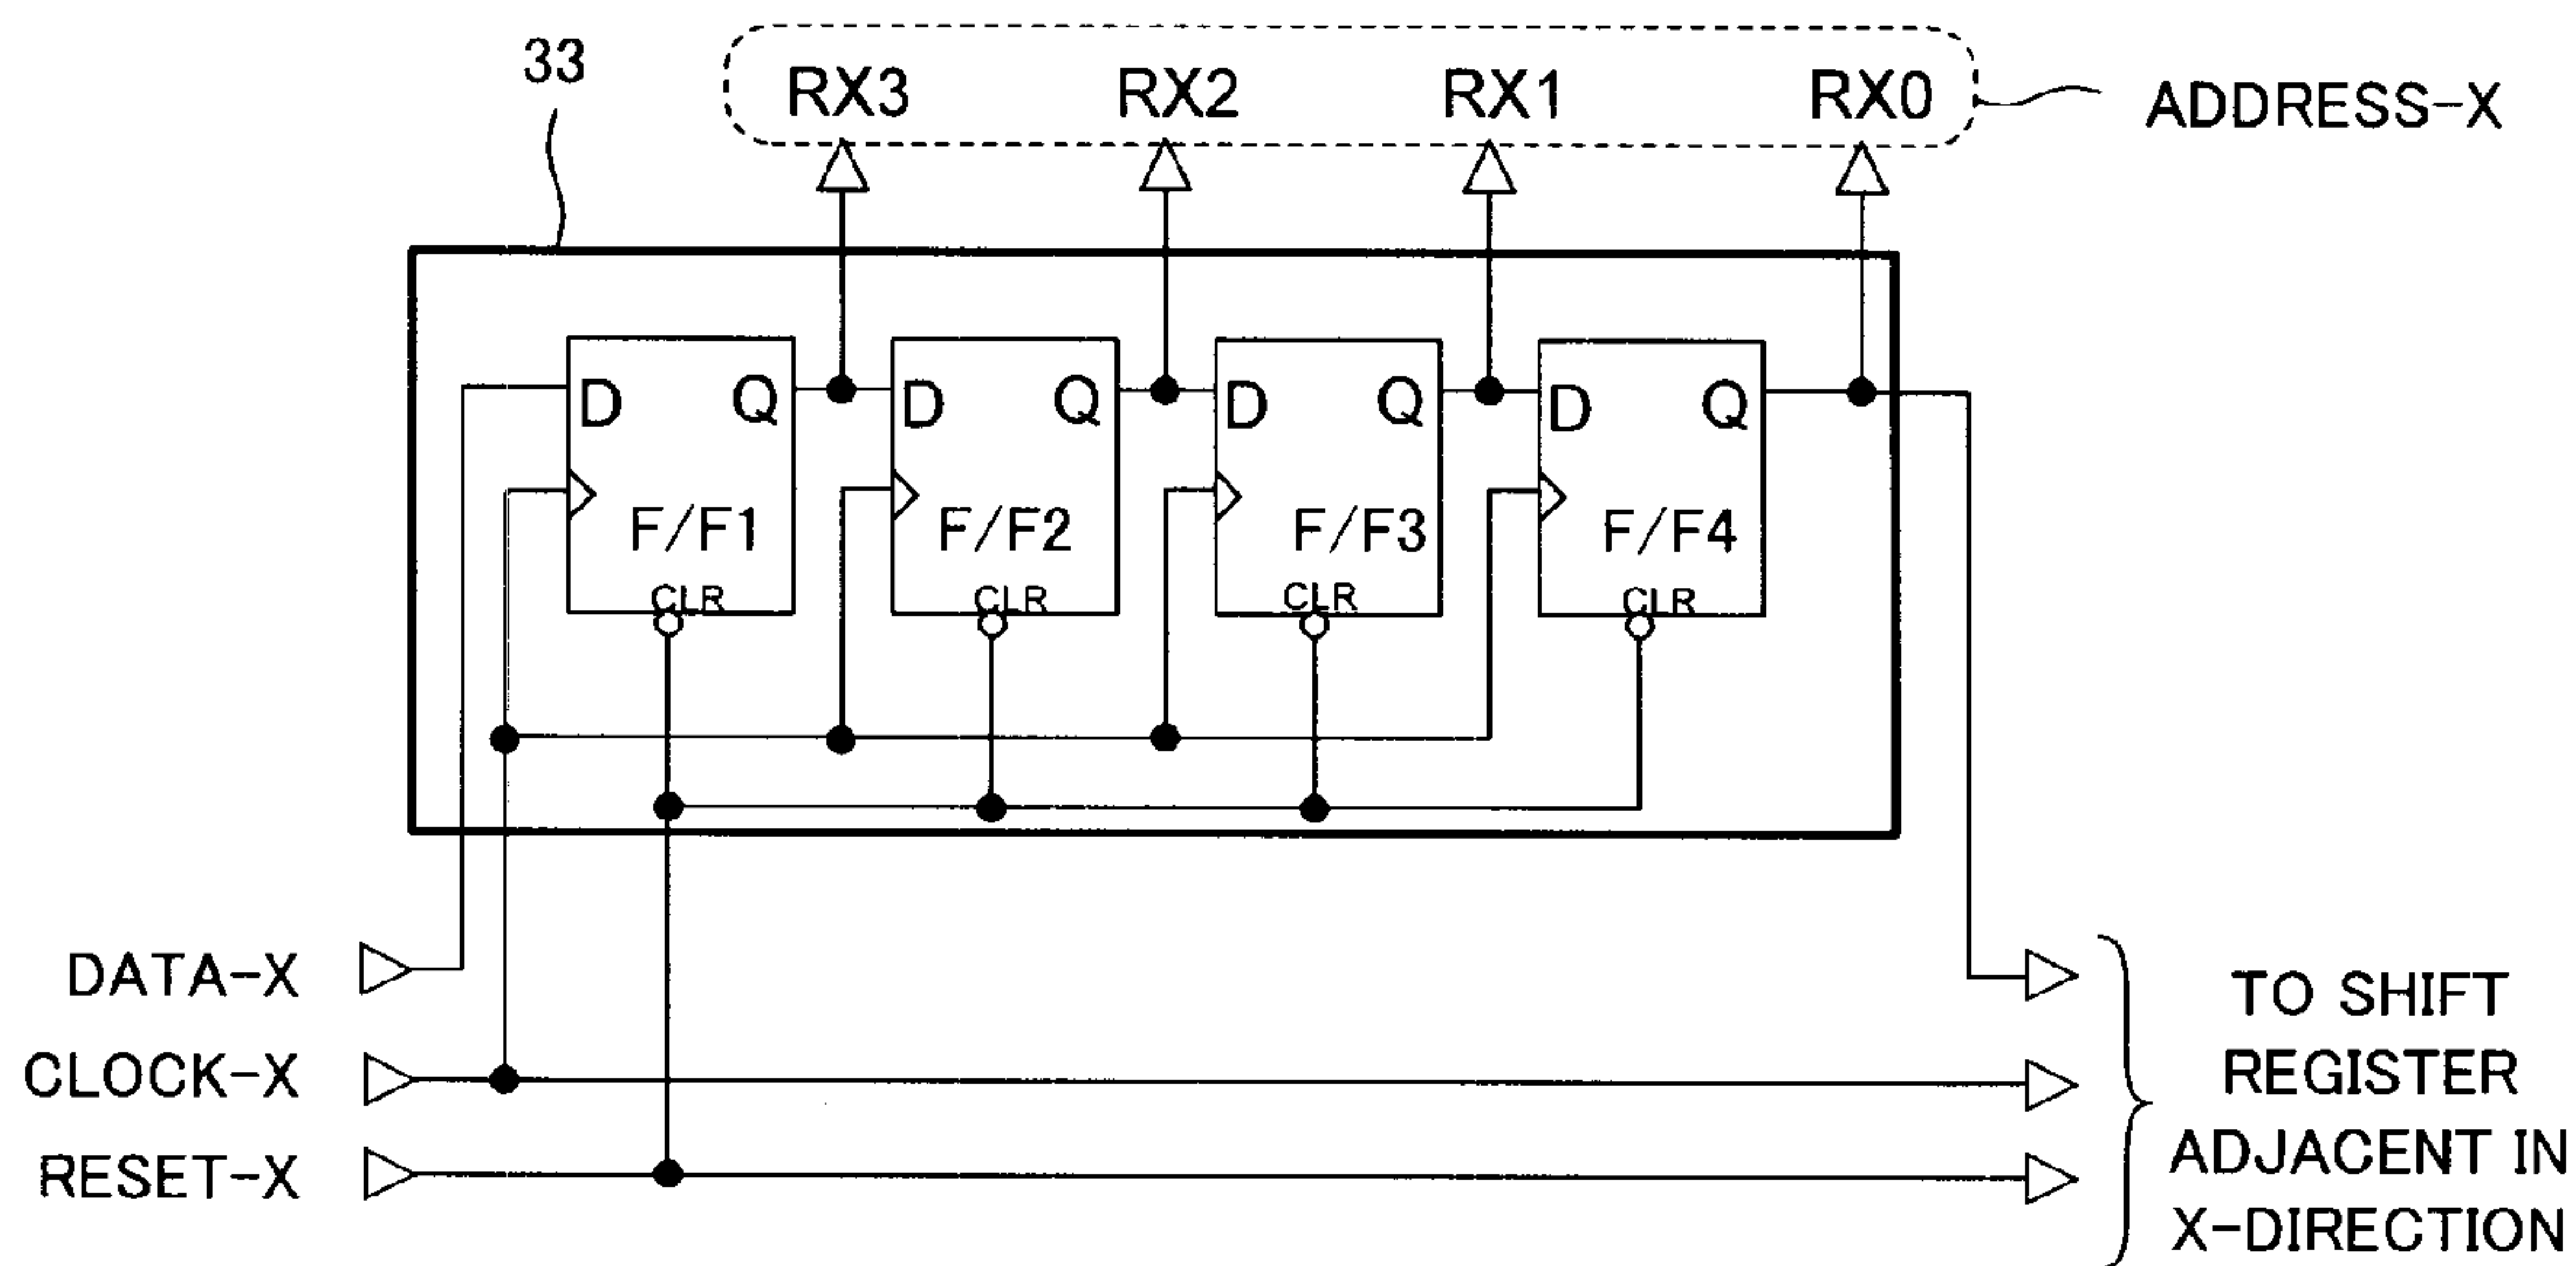 33
RX3 RX2 RX1 RX0
ADDRESS-X
D Q D Q D Q D Q
F/F1 F/F2 F/F3 F/F4
CLR CLR CLR CLR
DATA-X
CLOCK-X
RESET-X
TO SHIFT
REGISTER
ADJACENT IN
X-DIRECTION